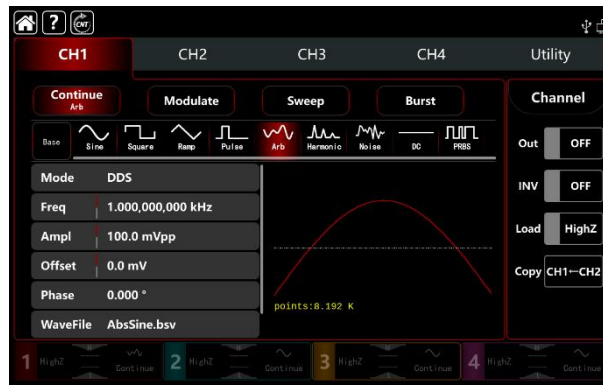 ? CNT
CH1 CH2 CH3 CH4 Utility
Continue Modulate Sweep Burst Channel
Arb
Base Sine Square Ramp Pulse Arb Harmonic Noise DC PRBS
Out OFF
Mode DDS
INV OFF
Freq 1.000,000,000 kHz
Ampl 100.0 mVpp
Load HighZ
Offset 0.0 mV
Copy CH1←CH2
Phase 0.000 °
points:8.192 K
WaveFile AbsSine.bsv
1 HighZ Continue 2 HighZ Continue 3 HighZ Continue 4 HighZ Continue